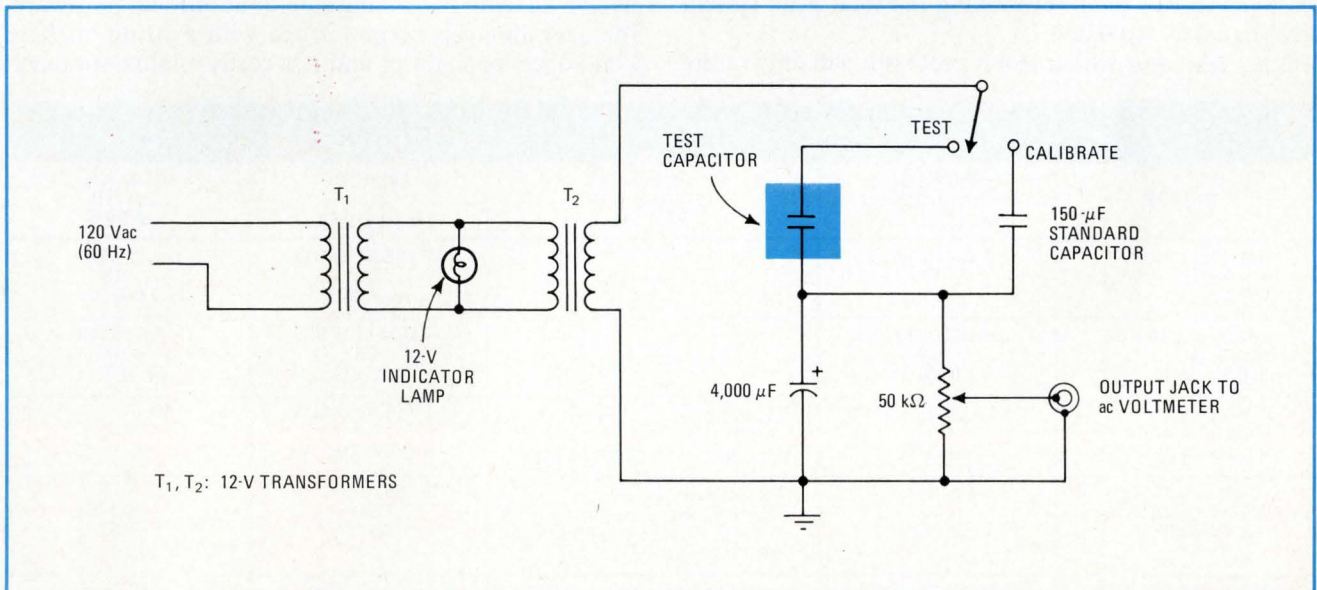 TEST
CAPACITOR
TEST
CALIBRATE
150-μF
STANDARD
CAPACITOR
T₁
T₂
120 Vac
(60 Hz)
12-V
INDICATOR
LAMP
+
4,000 μF
50 kΩ
OUTPUT JACK TO
ac VOLTMETER
T₁, T₂: 12-V TRANSFORMERS